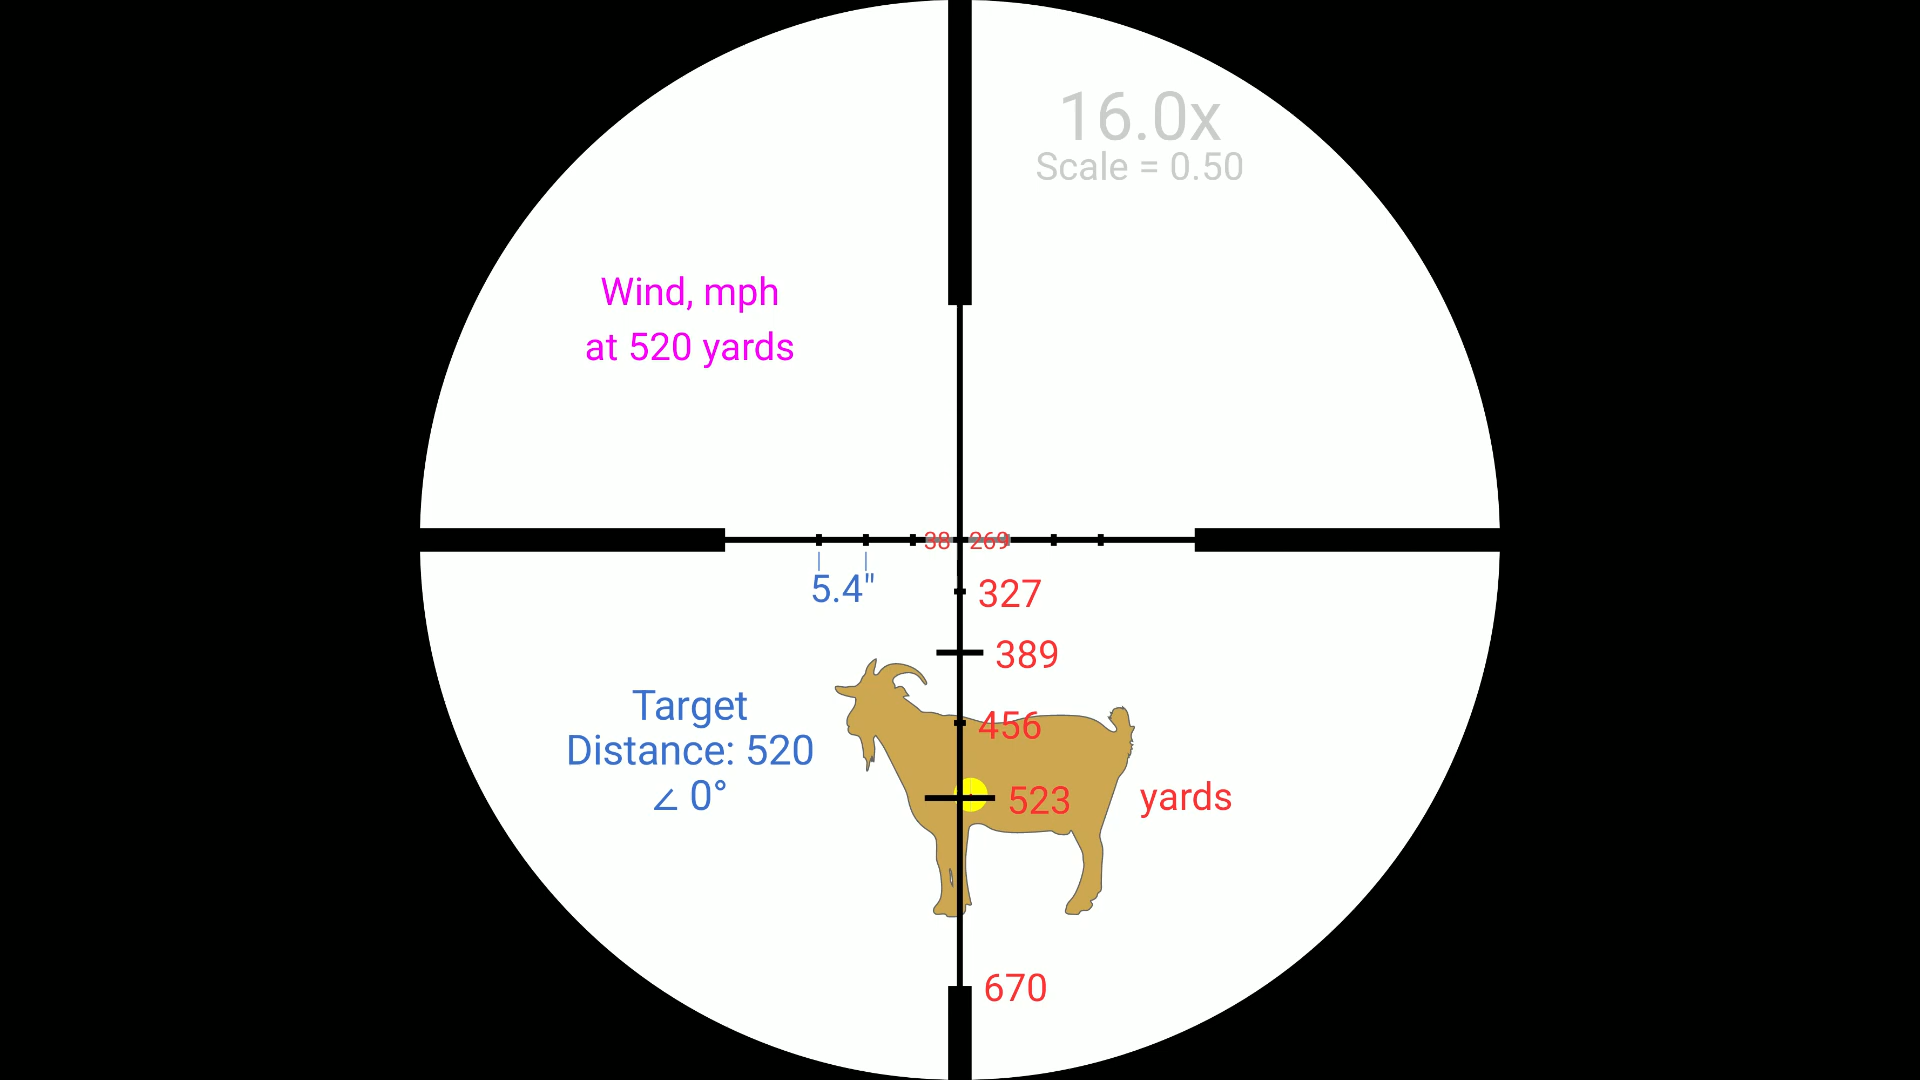 16.0x
Scale = 0.50
Wind, mph
at 520 yards
38 269
327
5.4"
389
Target
456
Distance: 520
∠ 0°
523 yards
670